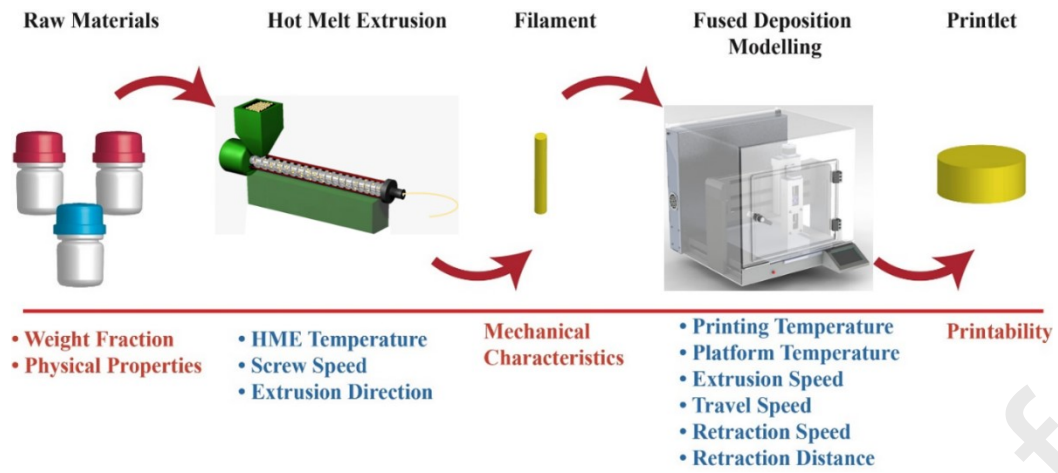 Raw Materials
Hot Melt Extrusion
Filament
Fused Deposition
Modelling
Printlet
• Weight Fraction
• Physical Properties
• HME Temperature
• Screw Speed
• Extrusion Direction
Mechanical
Characteristics
• Printing Temperature
• Platform Temperature
• Extrusion Speed
• Travel Speed
• Retraction Speed
• Retraction Distance
Printability
f